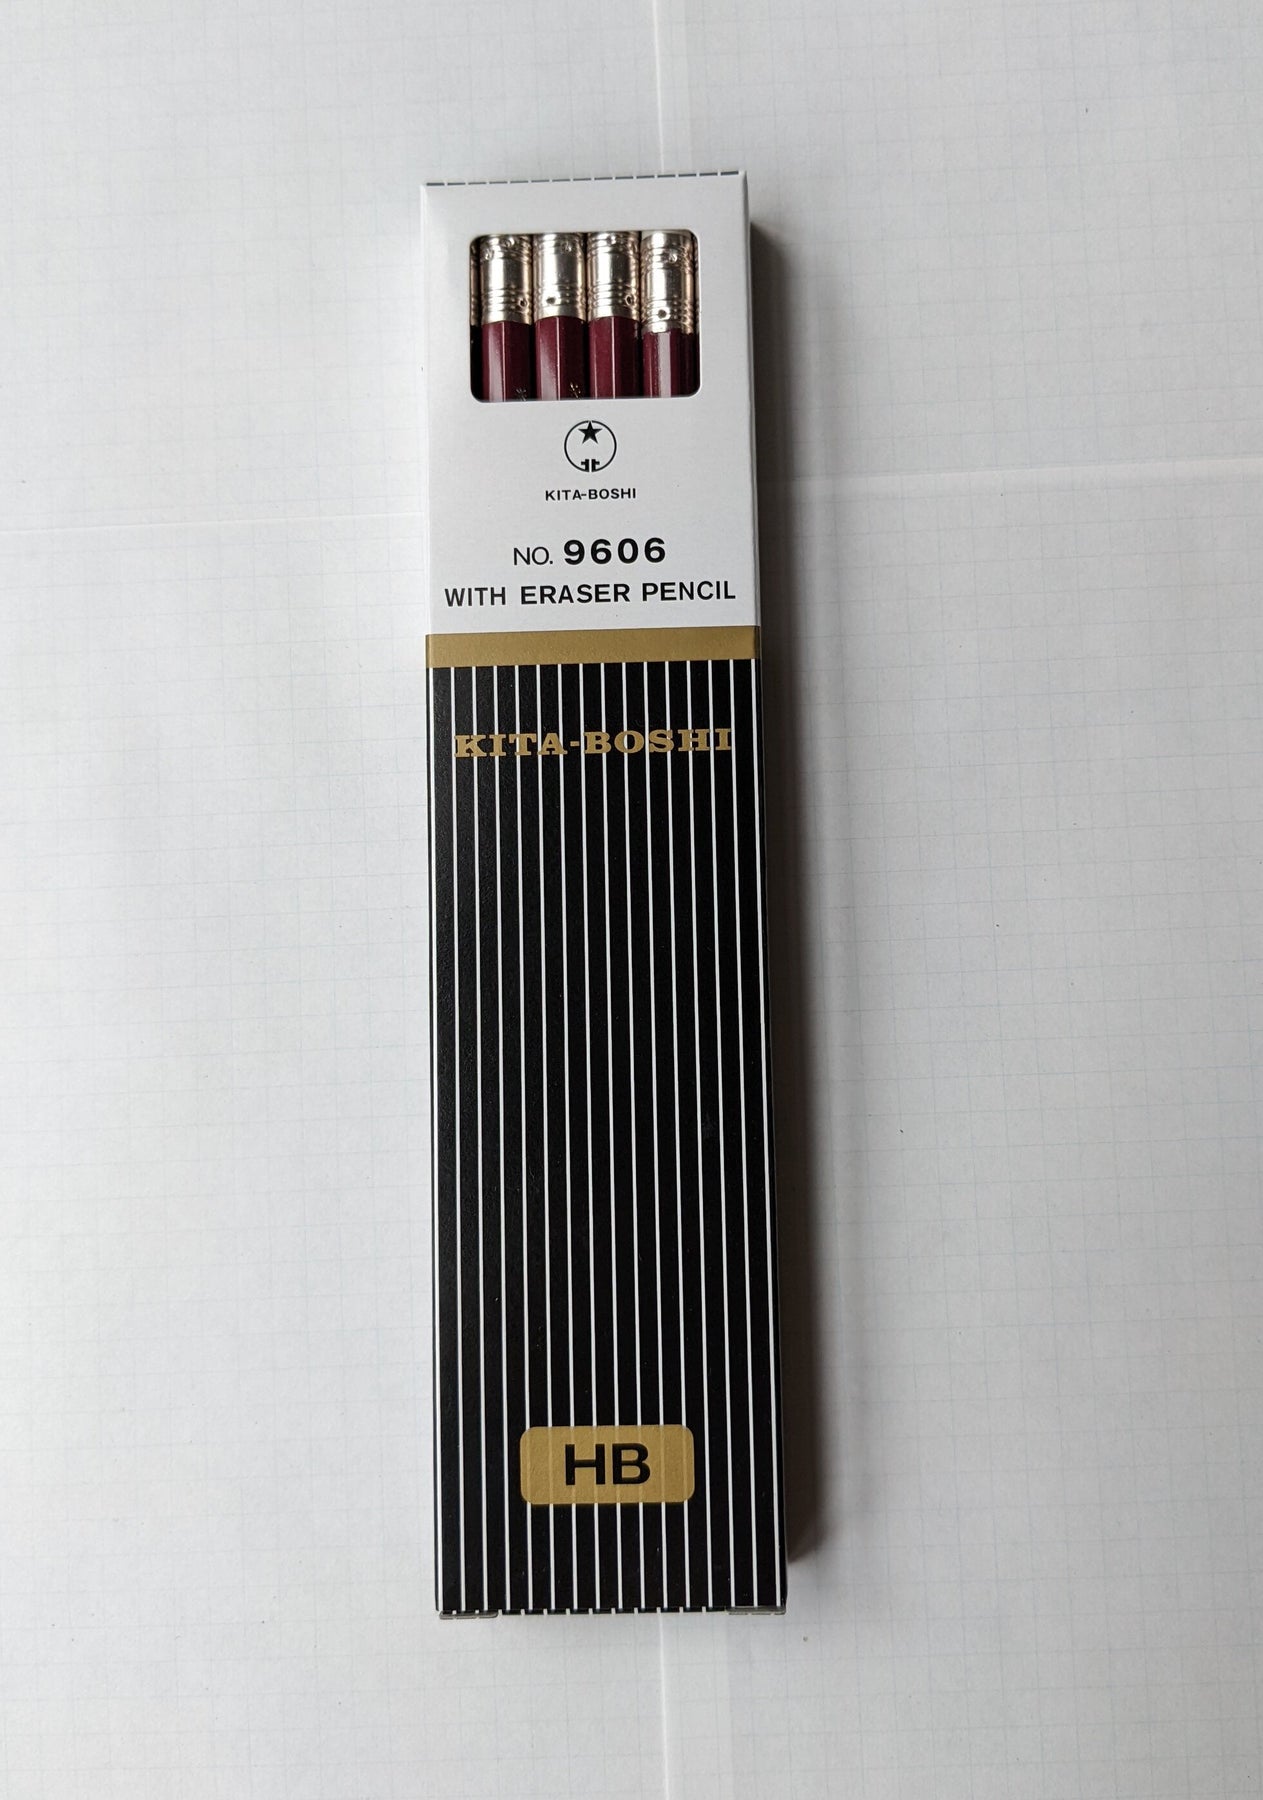 KITA-BOSHI
NO. 9606
WITH ERASER PENCIL
KITA-BOSHI
HB